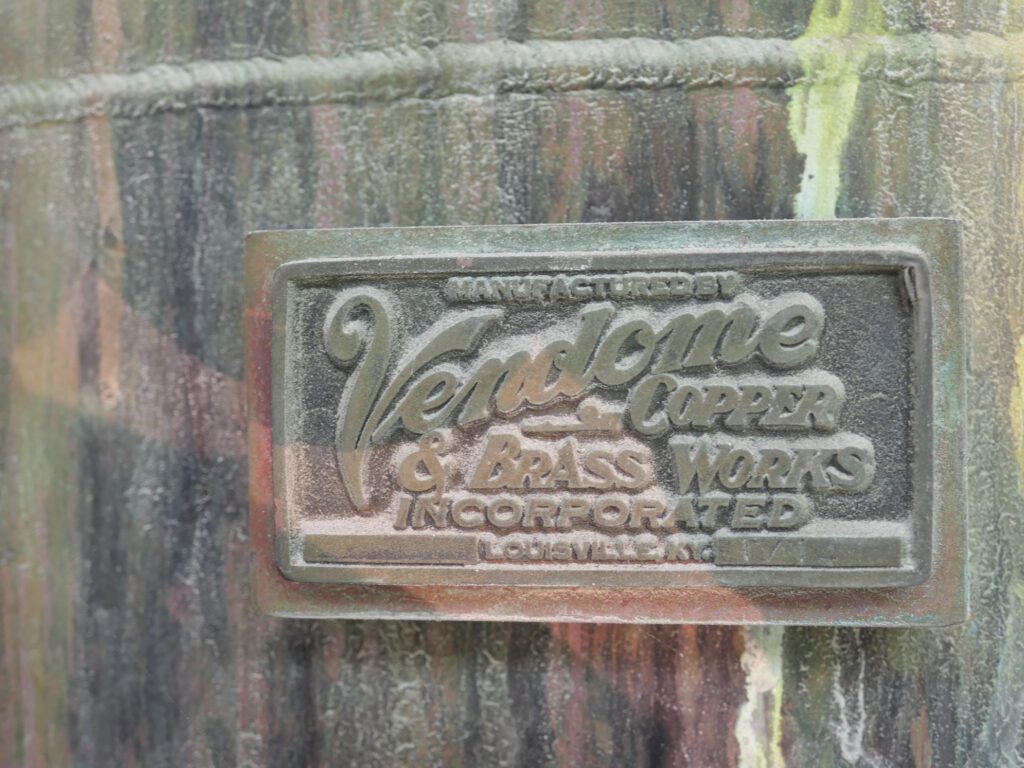 MANUFACTURED BY
Vendome
COPPER
& BRASS WORKS
INCORPORATED
LOUISVILLE, KY.